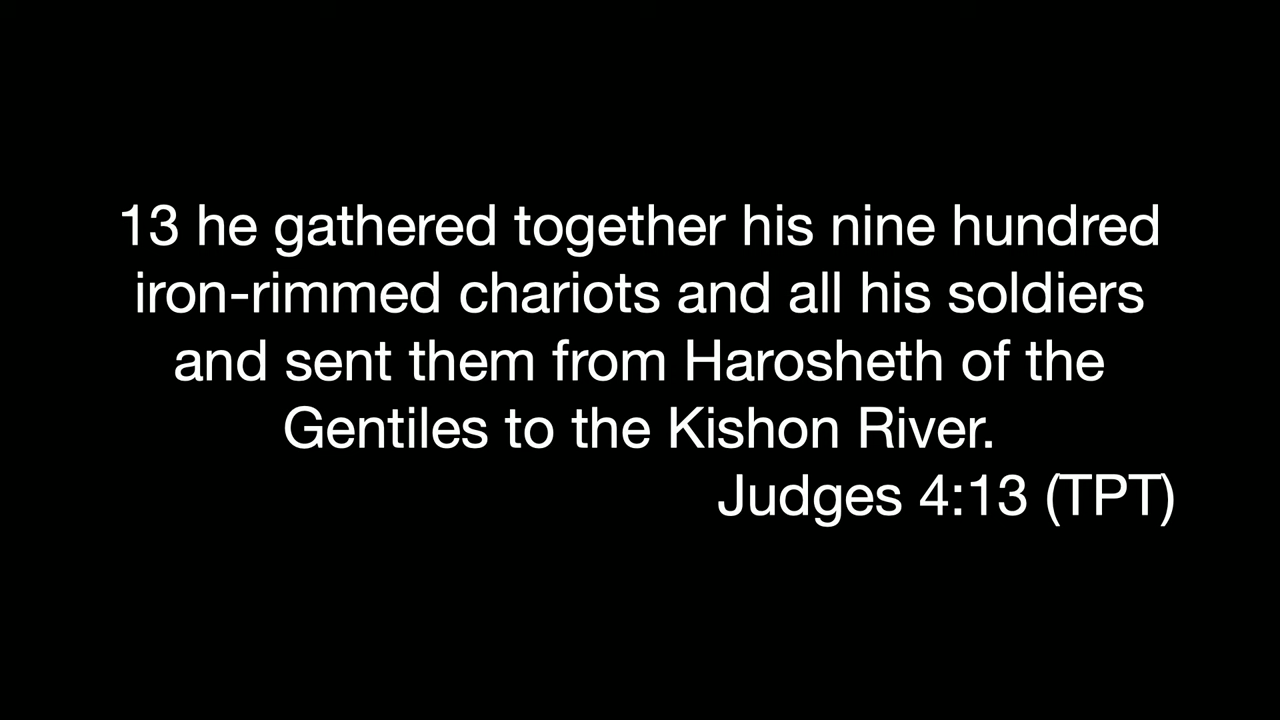 13 he gathered together his nine hundred
iron-rimmed chariots and all his soldiers
and sent them from Harosheth of the
Gentiles to the Kishon River.
Judges 4:13 (TPT)